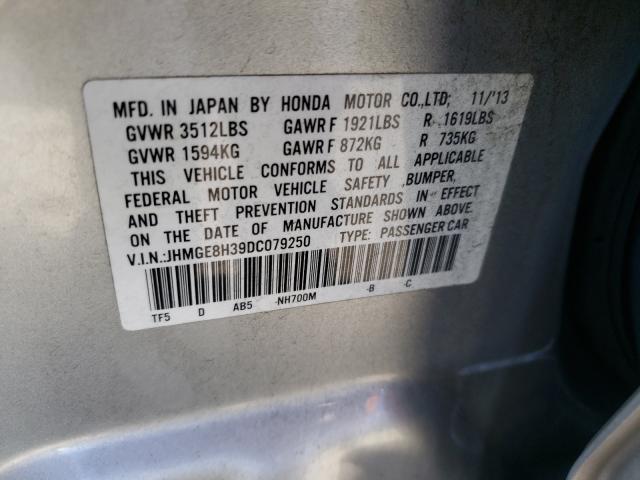 MFD. IN JAPAN BY HONDA MOTOR CO.,LTD; 11/'13
GVWR 3512LBS GAWR F 1921LBS R 1619LBS
GVWR 1594KG GAWR F 872KG R 735KG
THIS VEHICLE CONFORMS TO ALL APPLICABLE
FEDERAL MOTOR VEHICLE SAFETY ,BUMPER,
AND THEFT PREVENTION STANDARDS IN EFFECT
ON THE DATE OF MANUFACTURE SHOWN ABOVE.
V.I.N.:JHMGE8H39DC079250 TYPE: PASSENGER CAR
TF5 D AB5 -NH700M -B -C